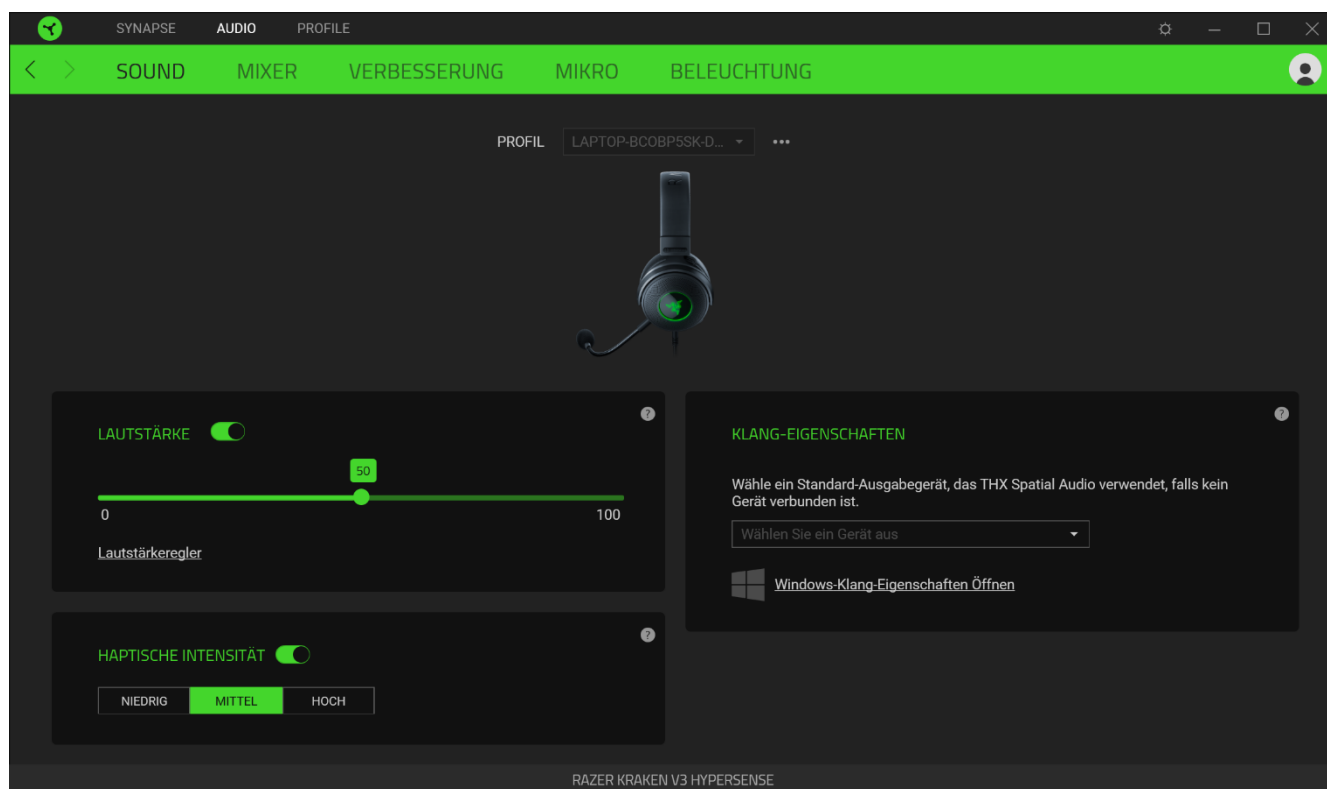 SYNAPSE AUDIO PROFILE
SOUND MIXER VERBESSERUNG MIKRO BELEUCHTUNG
PROFIL LAPTOP-BCOBP5SK-D...
LAUTSTÄRKE
50
0 100
Lautstärkeregler
HAPTISCHE INTENSITÄT
NIEDRIG MITTEL HOCH
KLANG-EIGENSCHAFTEN
Wähle ein Standard-Ausgabegerät, das THX Spatial Audio verwendet, falls kein
Gerät verbunden ist.
Wählen Sie ein Gerät aus
Windows-Klang-Eigenschaften Öffnen
RAZER KRAKEN V3 HYPERSENSE